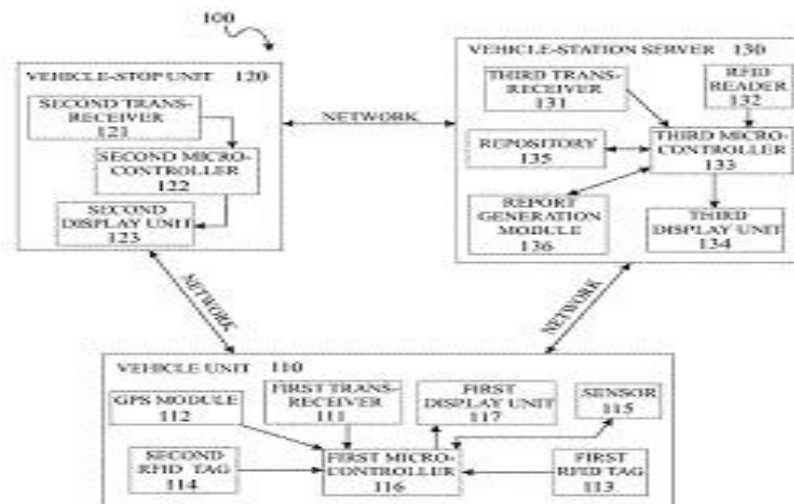 100
VEHICLE-STOP UNIT 120
SECOND TRANS-
RECEIVER
121
SECOND MICRO-
CONTROLLER
122
SECOND
DISPLAY UNIT
123
NETWORK
VEHICLE-STATION SERVER 130
THIRD TRANS-
RECEIVER
131
RFID
READER
132
REPOSITORY
135
THIRD MICRO-
CONTROLLER
133
REPORT
GENERATION
MODULE
136
THIRD
DISPLAY UNIT
134
NETWORK
NETWORK
VEHICLE UNIT 110
GPS MODULE
112
FIRST TRANS-
RECEIVER
111
FIRST
DISPLAY UNIT
117
SENSOR
115
SECOND
RFID TAG
114
FIRST MICRO-
CONTROLLER
116
FIRST
RFID TAG
113